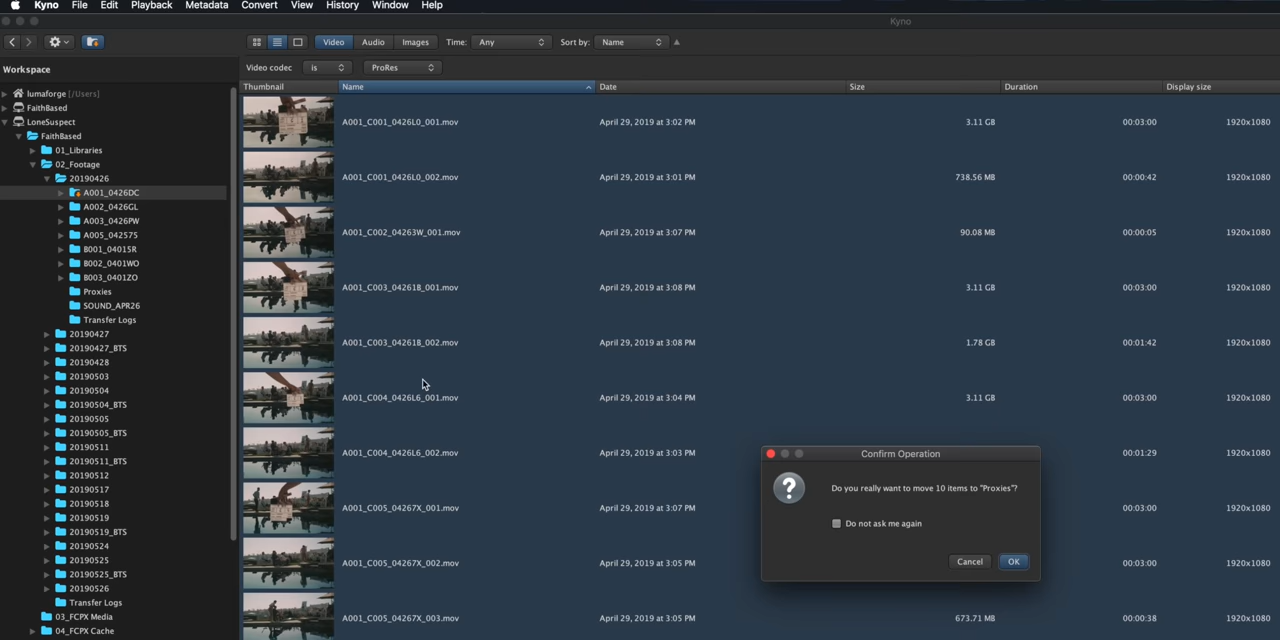 Kyno File Edit Playback Metadata Convert View History Window Help
Kyno
Video Audio Images Time: Any Sort by: Name
Workspace
Video codec is ProRes
lumaforge [/Users]
FaithBased
LoneSuspect
FaithBased
01_Libraries
02_Footage
20190426
A001_0426DC
A002_0426GL
A003_0426PW
A005_042575
B001_04015R
B002_0401WO
B003_0401ZO
Proxies
SOUND_APR26
Transfer Logs
20190427
20190427_BTS
20190428
20190503
20190504
20190504_BTS
20190505
20190505_BTS
20190511
20190511_BTS
20190512
20190517
20190518
20190519
20190519_BTS
20190524
20190525
20190525_BTS
20190526
Transfer Logs
03_FCPX Media
04_FCPX Cache
Thumbnail Name Date Size Duration Display size
A001_C001_0426L0_001.mov April 29, 2019 at 3:02 PM 3.11 GB 00:03:00 1920x1080
A001_C001_0426L0_002.mov April 29, 2019 at 3:01 PM 738.56 MB 00:00:42 1920x1080
A001_C002_04263W_001.mov April 29, 2019 at 3:07 PM 90.08 MB 00:00:05 1920x1080
A001_C003_04261B_001.mov April 29, 2019 at 3:08 PM 3.11 GB 00:03:00 1920x1080
A001_C003_04261B_002.mov April 29, 2019 at 3:08 PM 1.78 GB 00:01:42 1920x1080
A001_C004_0426L6_001.mov April 29, 2019 at 3:04 PM 3.11 GB 00:03:00 1920x1080
A001_C004_0426L6_002.mov April 29, 2019 at 3:03 PM 00:01:29 1920x1080
A001_C005_04267X_001.mov April 29, 2019 at 3:07 PM 00:03:00 1920x1080
A001_C005_04267X_002.mov April 29, 2019 at 3:05 PM 00:03:00 1920x1080
A001_C005_04267X_003.mov April 29, 2019 at 3:05 PM 673.71 MB 00:00:38 1920x1080
Confirm Operation
?
Do you really want to move 10 items to "Proxies"?
Do not ask me again
Cancel OK